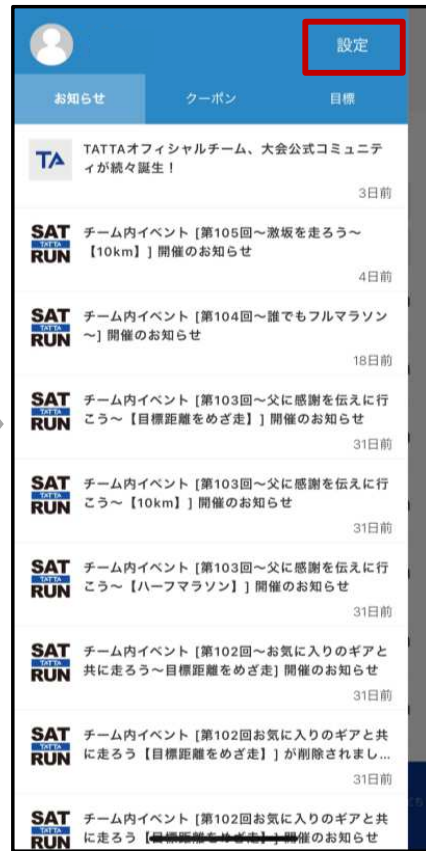 設定
お知らせ
クーポン
目標
TA
TATTAオフィシャルチーム、大会公式コミュニテ
ィが続々誕生！
3日前
SAT
TATTA
RUN
チーム内イベント [第105回〜激坂を走ろう〜
【10km】] 開催のお知らせ
4日前
SAT
TATTA
RUN
チーム内イベント [第104回〜誰でもフルマラソン
〜] 開催のお知らせ
18日前
SAT
TATTA
RUN
チーム内イベント [第103回〜父に感謝を伝えに行
こう〜【目標距離をめざ走】] 開催のお知らせ
31日前
SAT
TATTA
RUN
チーム内イベント [第103回〜父に感謝を伝えに行
こう〜【10km】] 開催のお知らせ
31日前
SAT
TATTA
RUN
チーム内イベント [第103回〜父に感謝を伝えに行
こう〜【ハーフマラソン】] 開催のお知らせ
31日前
SAT
TATTA
RUN
チーム内イベント [第102回〜お気に入りのギアと
共に走ろう〜目標距離をめざ走] 開催のお知らせ
31日前
SAT
TATTA
RUN
チーム内イベント [第102回お気に入りのギアと共
に走ろう【目標距離をめざ走】] が削除されまし...
31日前
SAT
TATTA
RUN
チーム内イベント [第102回お気に入りのギアと共
に走ろう【目標距離をめざ走】] 開催のお知らせ